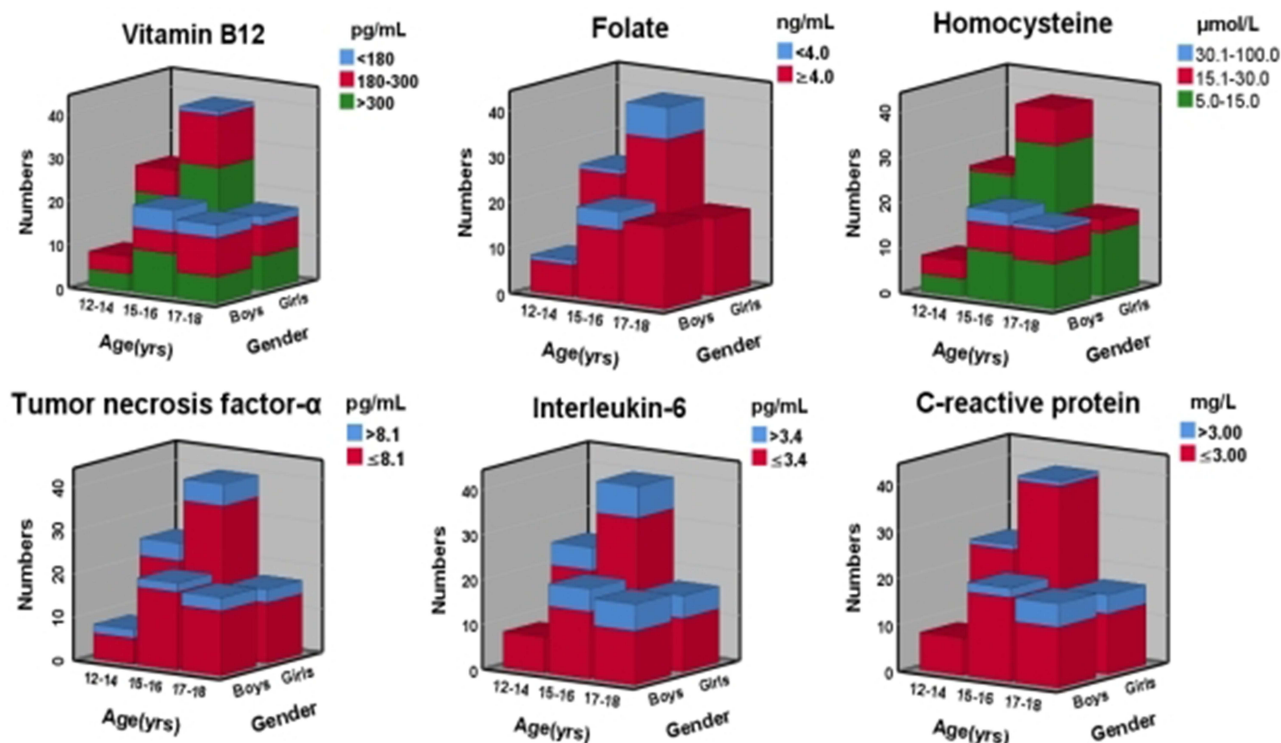 Vitamin B12
pg/mL
<180
180-300
>300
Numbers
40
30
20
10
0
12-14
15-16
17-18
Age(yrs)
Boys
Girls
Gender
Folate
ng/mL
<4.0
≥4.0
Numbers
40
30
20
10
0
12-14
15-16
17-18
Age(yrs)
Boys
Girls
Gender
Homocysteine
µmol/L
30.1-100.0
15.1-30.0
5.0-15.0
Numbers
40
30
20
10
0
12-14
15-16
17-18
Age(yrs)
Boys
Girls
Gender
Tumor necrosis factor-α
pg/mL
>8.1
≤8.1
Numbers
40
30
20
10
0
12-14
15-16
17-18
Age(yrs)
Boys
Girls
Gender
Interleukin-6
pg/mL
>3.4
≤3.4
Numbers
40
30
20
10
0
12-14
15-16
17-18
Age(yrs)
Boys
Girls
Gender
C-reactive protein
mg/L
>3.00
≤3.00
Numbers
40
30
20
10
0
12-14
15-16
17-18
Age(yrs)
Boys
Girls
Gender